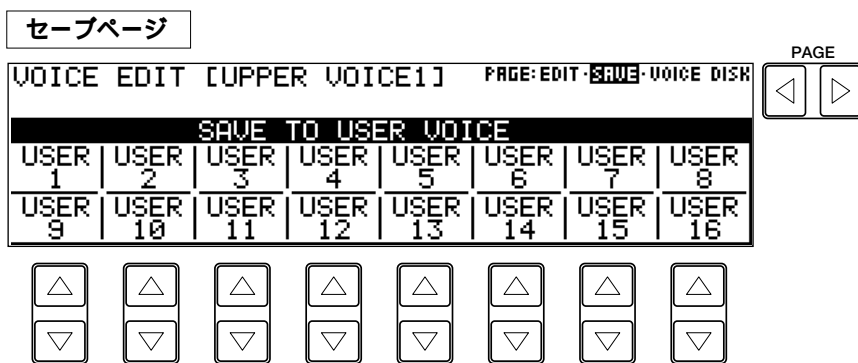 セーブページ
PAGE
VOICE EDIT [UPPER VOICE1] PAGE: EDIT・SAVE・VOICE DISK
SAVE TO USER VOICE
USER 1 USER 2 USER 3 USER 4 USER 5 USER 6 USER 7 USER 8
USER 9 USER 10 USER 11 USER 12 USER 13 USER 14 USER 15 USER 16